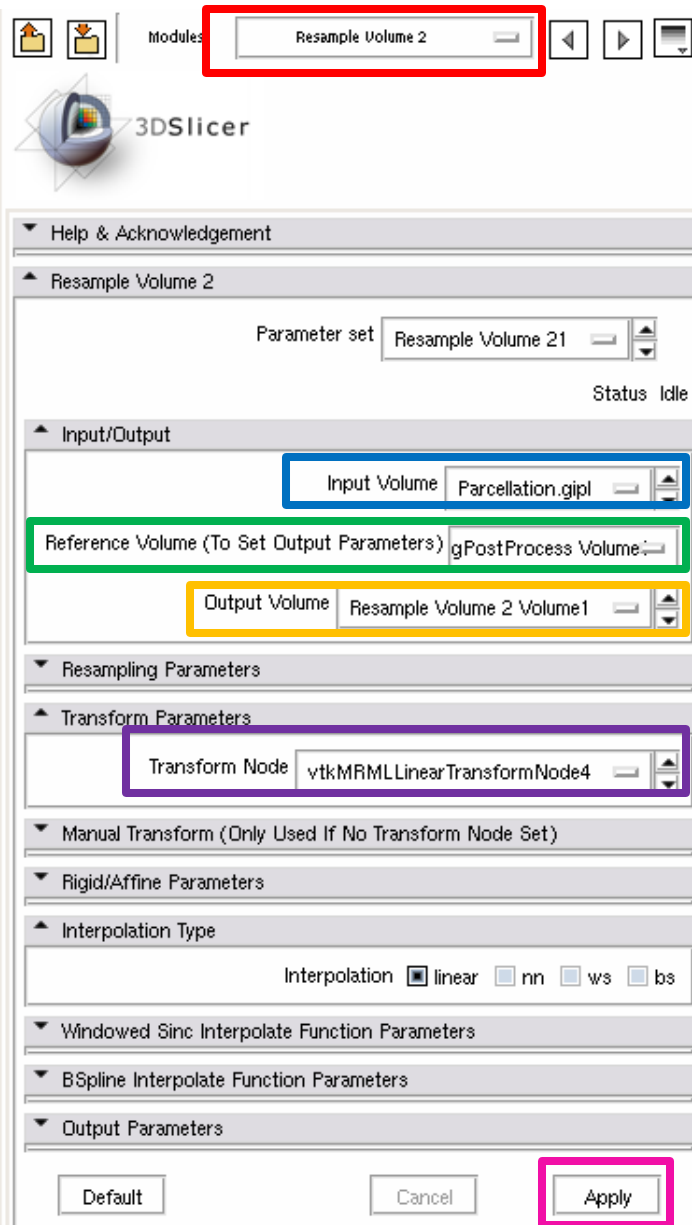 Modules Resample Volume 2
3DSlicer
Help & Acknowledgement
Resample Volume 2
Parameter set Resample Volume 21
Status Idle
Input/Output
Input Volume Parcellation.gipl
Reference Volume (To Set Output Parameters) gPostProcess Volume
Output Volume Resample Volume 2 Volume1
Resampling Parameters
Transform Parameters
Transform Node vtkMRMLLinearTransformNode4
Manual Transform (Only Used If No Transform Node Set)
Rigid/Affine Parameters
Interpolation Type
Interpolation linear nn ws bs
Windowed Sinc Interpolate Function Parameters
BSpline Interpolate Function Parameters
Output Parameters
Default Cancel Apply